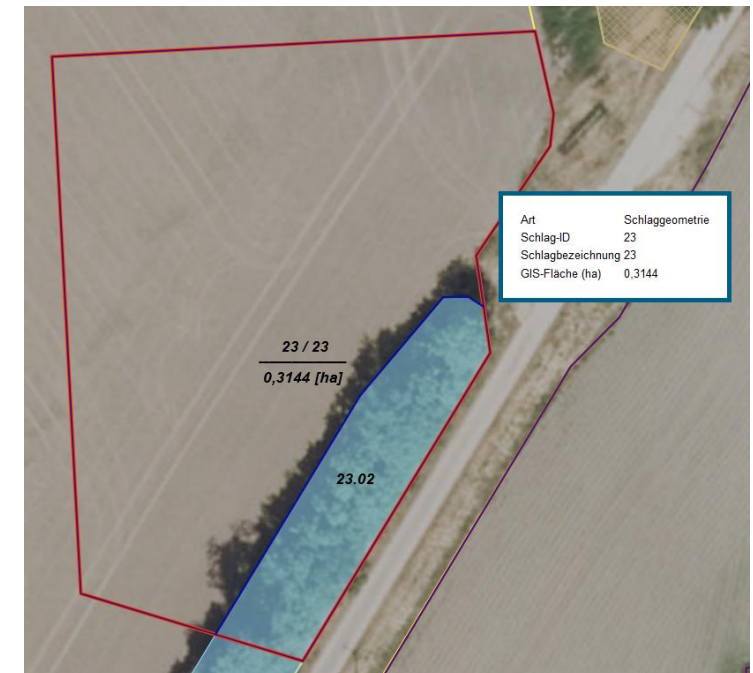 Art Schlaggeometrie
Schlag-ID 23
Schlagbezeichnung 23
GIS-Fläche (ha) 0,3144
23 / 23
0,3144 [ha]
23.02